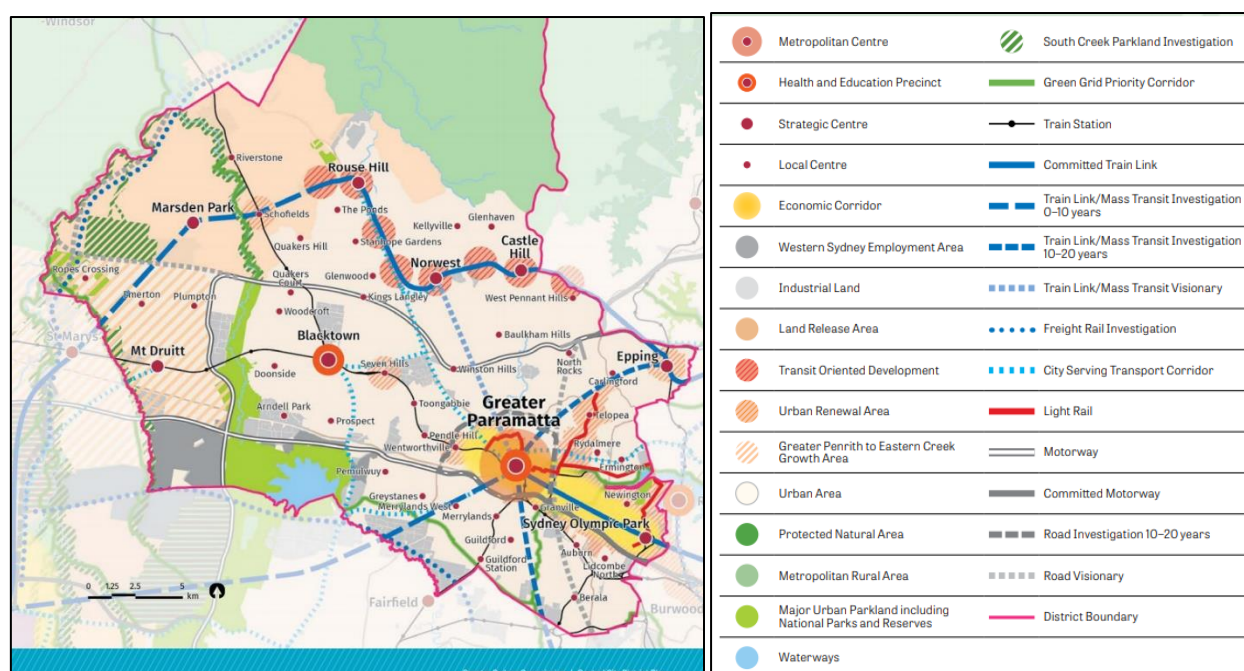 -Windsor
Riverstone
Rouse Hill
Marsden Park
Schofields
The Ponds
Glenhaven
Kellyville
Quakers Hill
Stanhope Gardens
Castle
Hill
Norwest
Ropes Crossing
Quakers
Court
Glenwood
Emerton
Plumpton
Kings Langley
West Pennant Hills
Woodcroft
St Marys
Blacktown
Baulkham Hills
Mt Druitt
Epping
North
Rocks
Seven Hills
Winston Hills
Doonside
Carlingford
Toongabbie
Greater
Parramatta
Arndell Park
Telopea
Prospect
Pendle Hill
Wentworthville
Rydalmere
Ermington
Pemulwuy
Greystanes
Newington
Merrylands West
Granville
Merrylands
Sydney Olympic Park
Guildford
Auburn
Guildford
Station
Lidcombe
North
0 1.25 2.5 5
km
Fairfield
Berala
Burwood
Metropolitan Centre
South Creek Parkland Investigation
Health and Education Precinct
Green Grid Priority Corridor
Strategic Centre
Train Station
Local Centre
Committed Train Link
Economic Corridor
Train Link/Mass Transit Investigation
0–10 years
Western Sydney Employment Area
Train Link/Mass Transit Investigation
10–20 years
Industrial Land
Train Link/Mass Transit Visionary
Land Release Area
Freight Rail Investigation
Transit Oriented Development
City Serving Transport Corridor
Urban Renewal Area
Light Rail
Greater Penrith to Eastern Creek
Growth Area
Motorway
Urban Area
Committed Motorway
Protected Natural Area
Road Investigation 10–20 years
Metropolitan Rural Area
Road Visionary
Major Urban Parkland including
National Parks and Reserves
District Boundary
Waterways